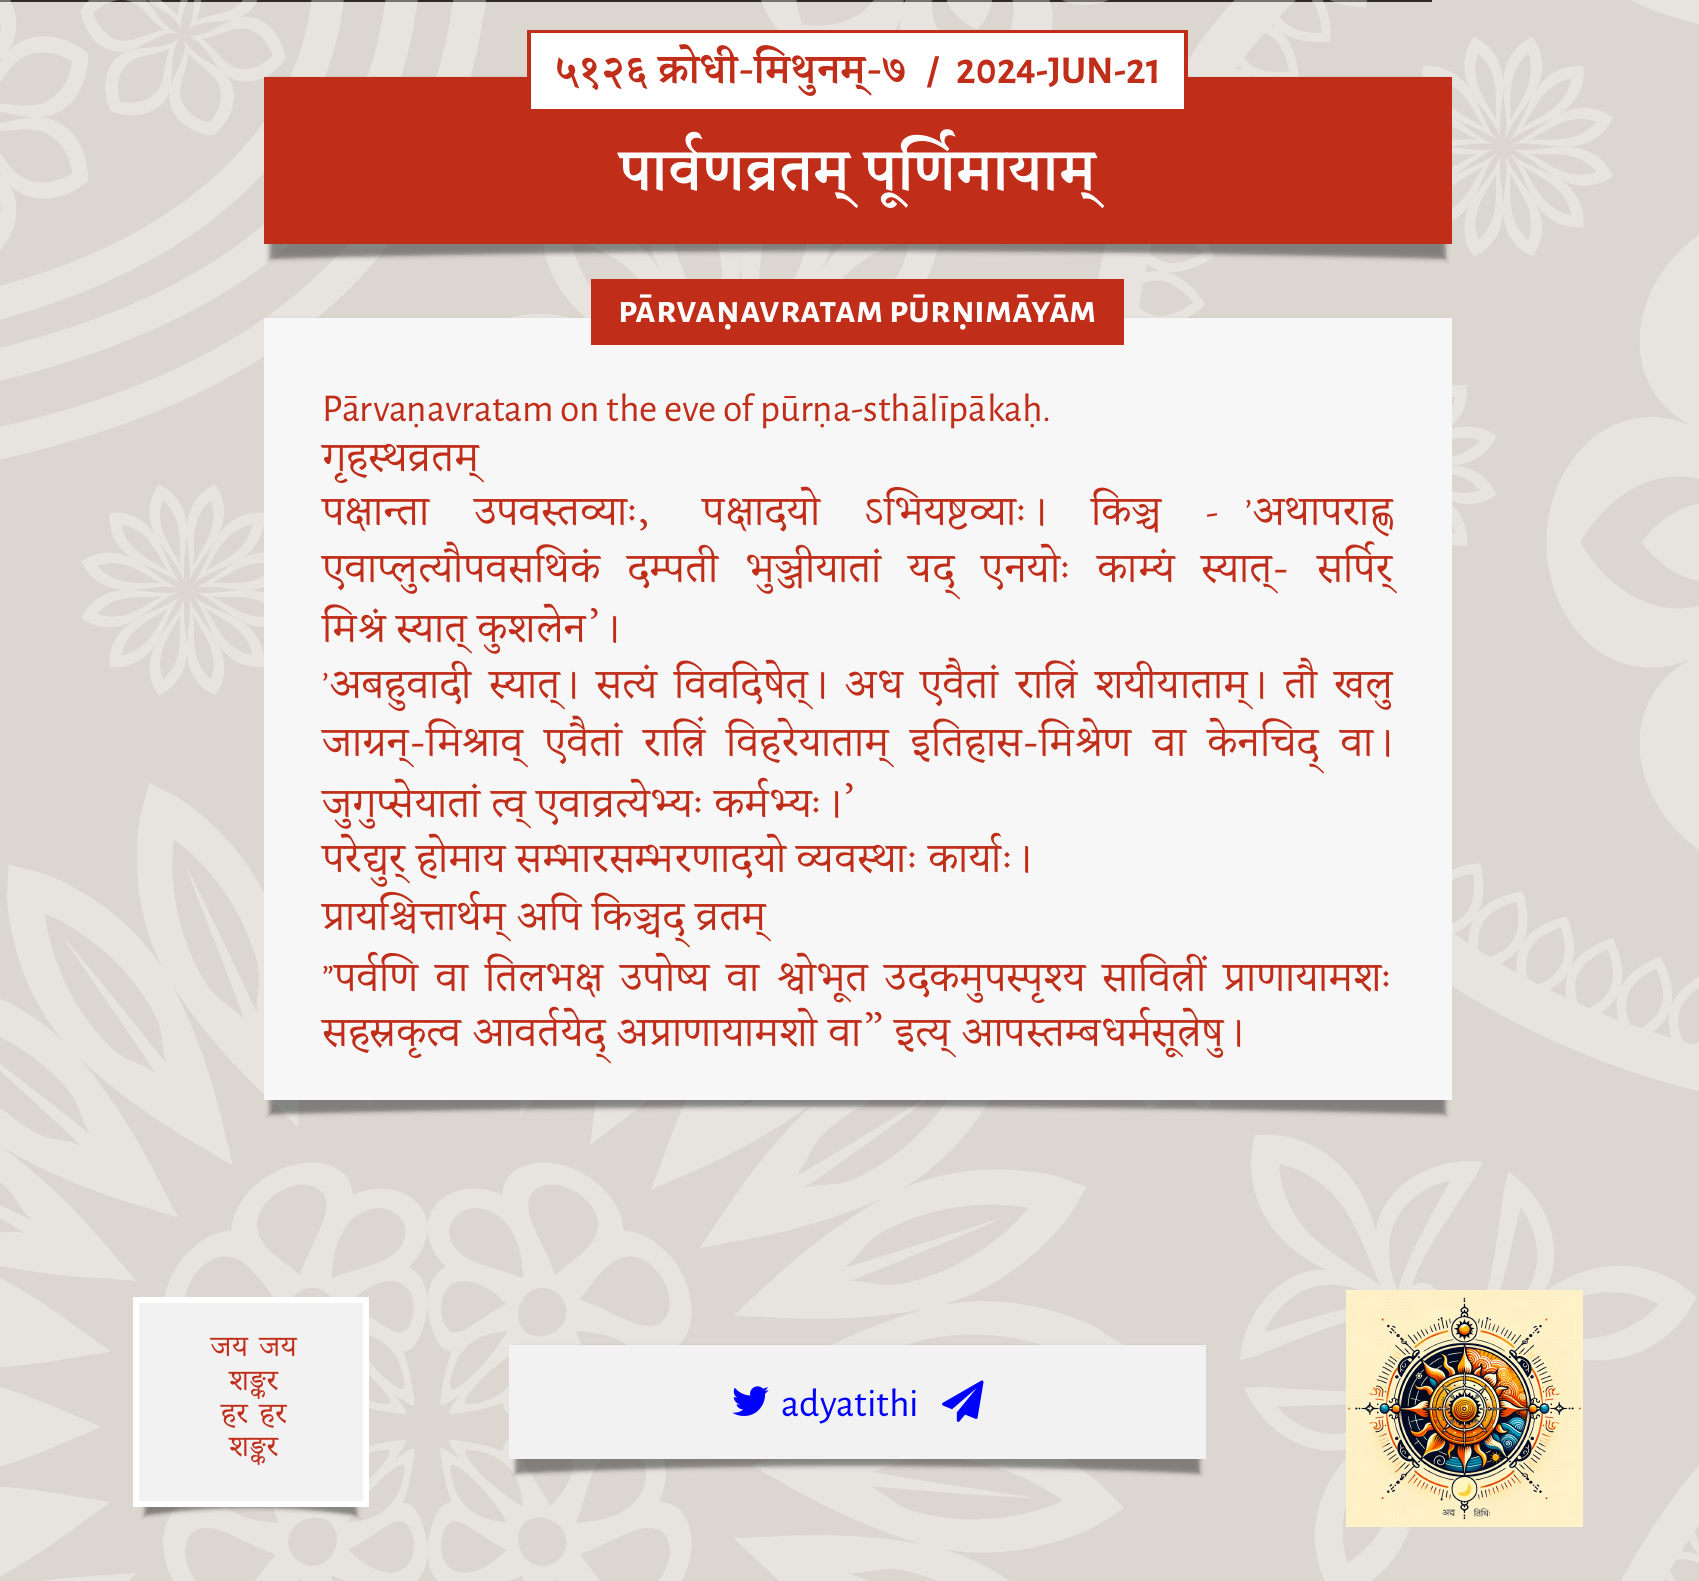 ५१२६ क्रोधी-मिथुनम्-७ / 2024-JUN-21
पार्वणव्रतम् पूर्णिमायाम्
PĀRVAṆAVRATAM PŪRṆIMĀYĀM
Pārvaṇavratam on the eve of pūrṇa-sthālīpākaḥ.
गृहस्थव्रतम्
पक्षान्ता उपवस्तव्याः, पक्षादयो ऽभियष्टव्याः। किञ्च - ’अथापराह्ण
एवाप्लुत्यौपवसथिकं दम्पती भुञ्जीयातां यद् एनयोः काम्यं स्यात्- सर्पिर्
मिश्रं स्यात् कुशलेन’।
’अबहुवादी स्यात्। सत्यं विवदिषेत्। अध एवैतां रात्रिं शयीयाताम्। तौ खलु
जाग्रन्-मिश्राव् एवैतां रात्रिं विहरेयाताम् इतिहास-मिश्रेण वा केनचिद् वा।
जुगुप्सेयातां त्व् एवाव्रत्येभ्यः कर्मभ्यः।’
परेद्युर् होमाय सम्भारसम्भरणादयो व्यवस्थाः कार्याः।
प्रायश्चित्तार्थम् अपि किञ्चद् व्रतम्
”पर्वणि वा तिलभक्ष उपोष्य वा श्वोभूत उदकमुपस्पृश्य सावित्रीं प्राणायामशः
सहस्रकृत्व आवर्तयेद् अप्राणायामशो वा” इत्य् आपस्तम्बधर्मसूत्रेषु।
जय जय
शङ्कर
हर हर
शङ्कर
adyatithi
अद्य तिथिः